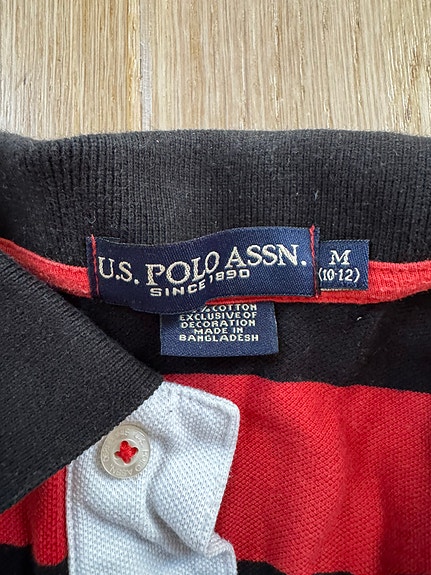 U.S. POLO ASSN.
SINCE 1890
M
(10-12)
COTTON
EXCLUSIVE OF
DECORATION
MADE IN
BANGLADESH